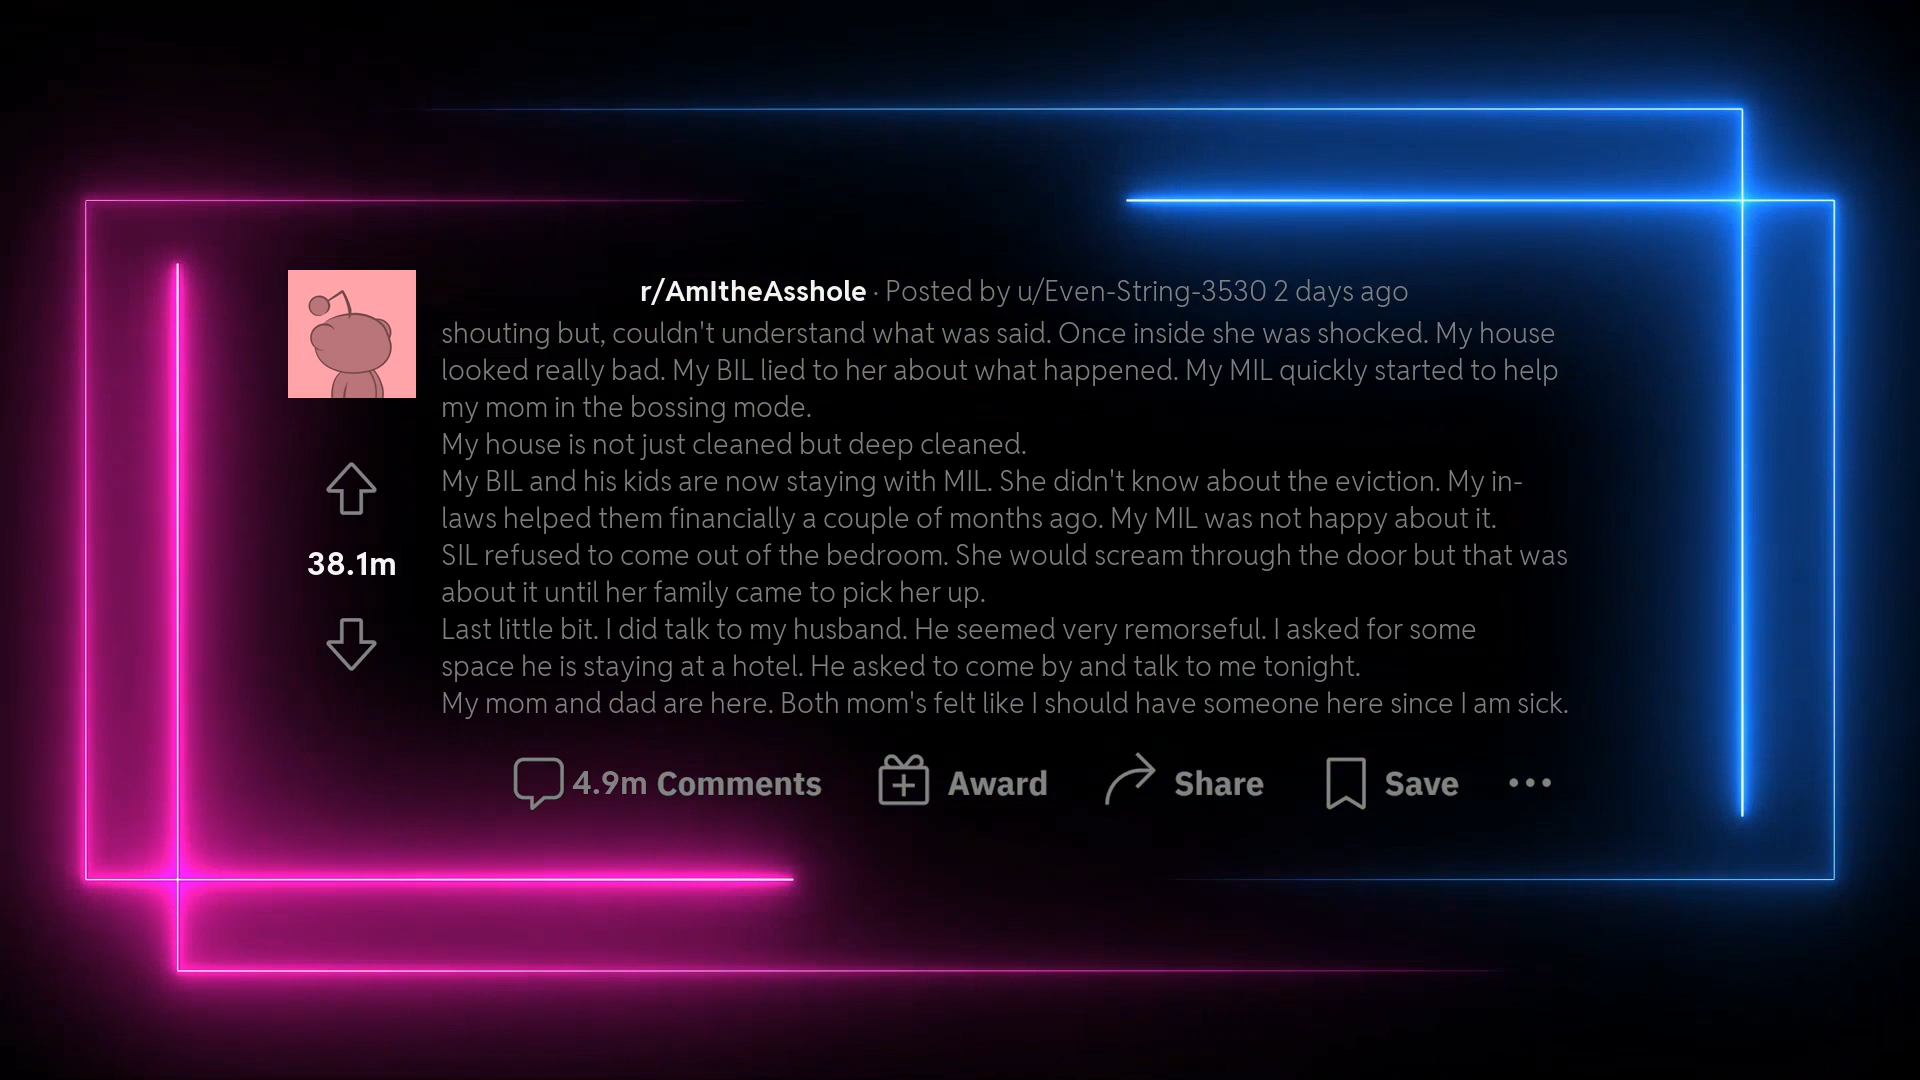 r/AmItheAsshole · Posted by u/Even-String-3530 2 days ago
shouting but, couldn't understand what was said. Once inside she was shocked. My house
looked really bad. My BIL lied to her about what happened. My MIL quickly started to help
my mom in the bossing mode.
My house is not just cleaned but deep cleaned.
My BIL and his kids are now staying with MIL. She didn't know about the eviction. My in-
laws helped them financially a couple of months ago. My MIL was not happy about it.
SIL refused to come out of the bedroom. She would scream through the door but that was
about it until her family came to pick her up.
Last little bit. I did talk to my husband. He seemed very remorseful. I asked for some
space he is staying at a hotel. He asked to come by and talk to me tonight.
My mom and dad are here. Both mom's felt like I should have someone here since I am sick.
38.1m
4.9m Comments Award Share Save